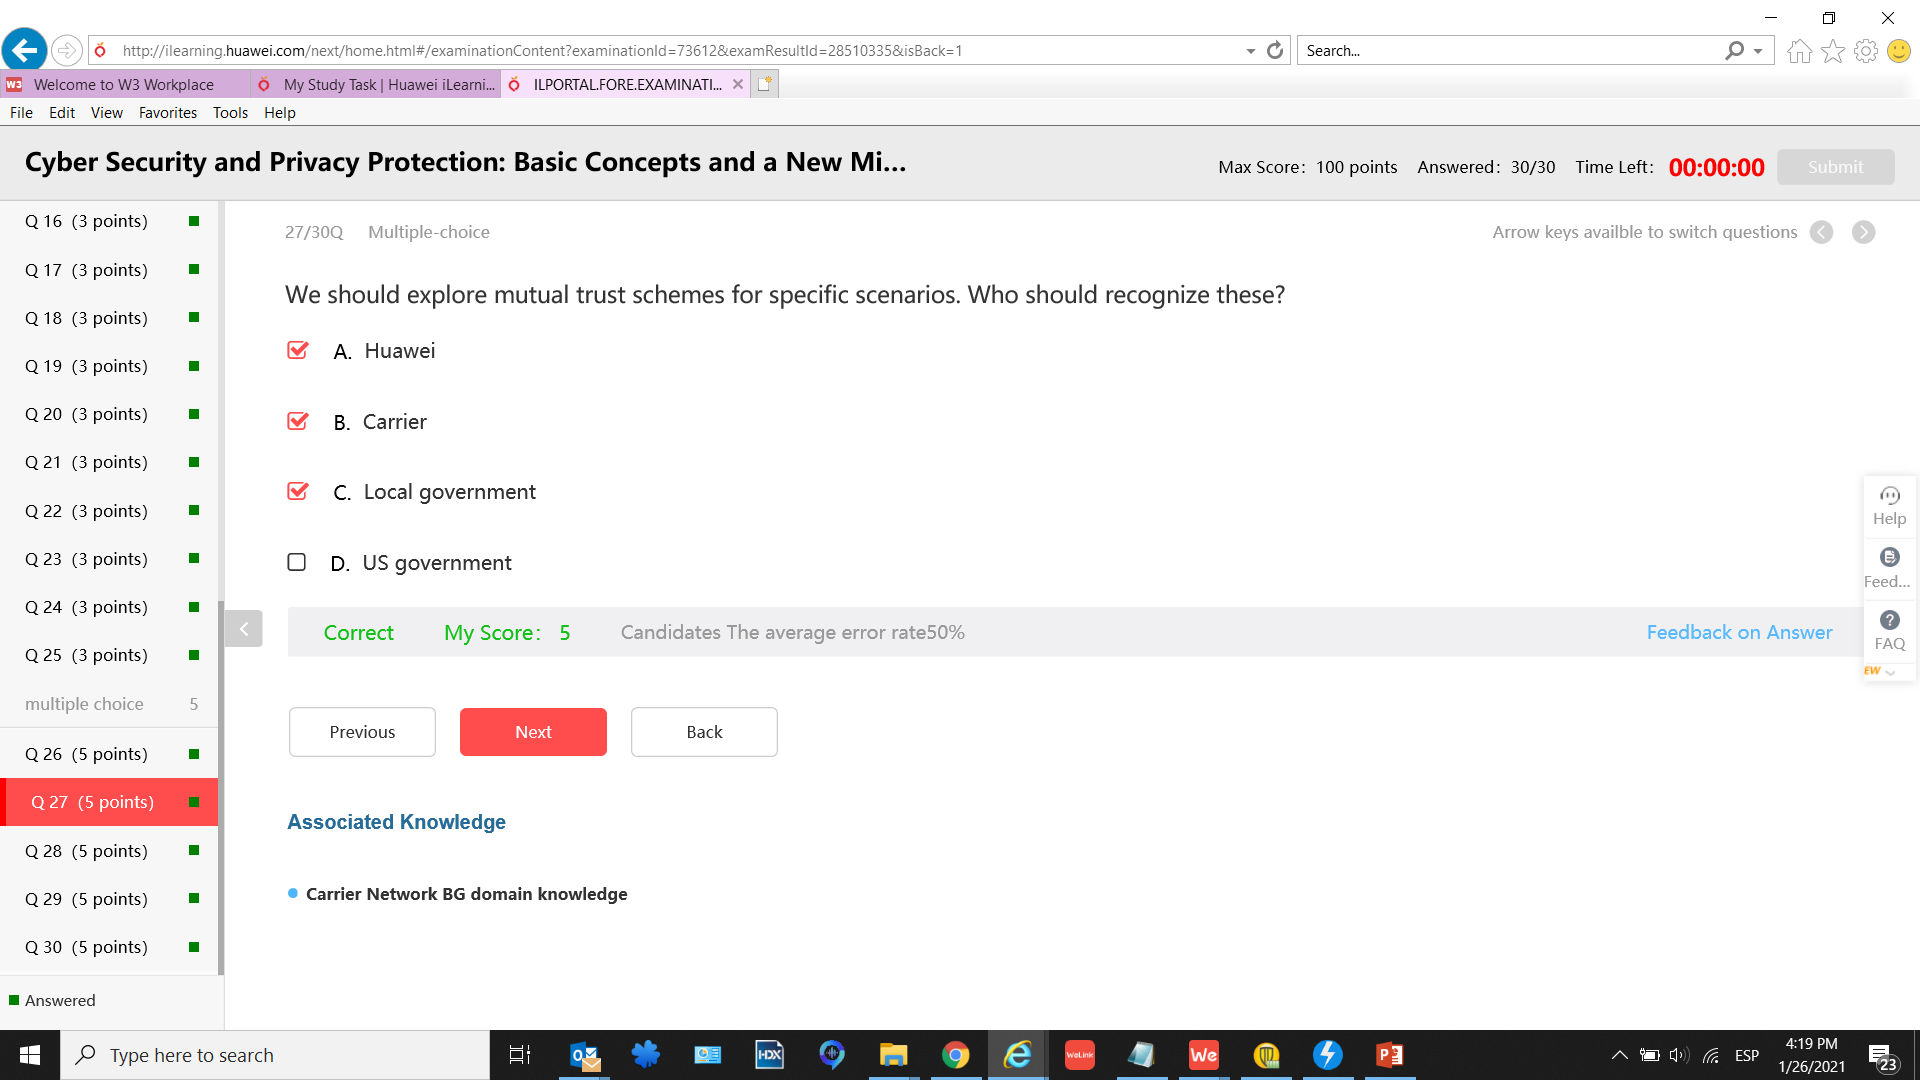 http://ilearning.huawei.com/next/home.html#/examinationContent?examinationId=73612&examResultId=28510335&isBack=1
Search...
W3 Welcome to W3 Workplace
My Study Task | Huawei iLearni...
ILPORTAL.FORE.EXAMINATI...
File Edit View Favorites Tools Help
Cyber Security and Privacy Protection: Basic Concepts and a New Mi...
Max Score: 100 points Answered: 30/30 Time Left: 00:00:00 Submit
Q 16 (3 points)
Q 17 (3 points)
Q 18 (3 points)
Q 19 (3 points)
Q 20 (3 points)
Q 21 (3 points)
Q 22 (3 points)
Q 23 (3 points)
Q 24 (3 points)
Q 25 (3 points)
multiple choice 5
Q 26 (5 points)
Q 27 (5 points)
Q 28 (5 points)
Q 29 (5 points)
Q 30 (5 points)
Answered
27/30Q Multiple-choice
Arrow keys availble to switch questions
We should explore mutual trust schemes for specific scenarios. Who should recognize these?
A. Huawei
B. Carrier
C. Local government
D. US government
Correct My Score: 5 Candidates The average error rate50% Feedback on Answer
Previous Next Back
Associated Knowledge
Carrier Network BG domain knowledge
Help
Feed...
FAQ
EW
Type here to search
HDX
WeLink
We
ESP
4:19 PM
1/26/2021
23